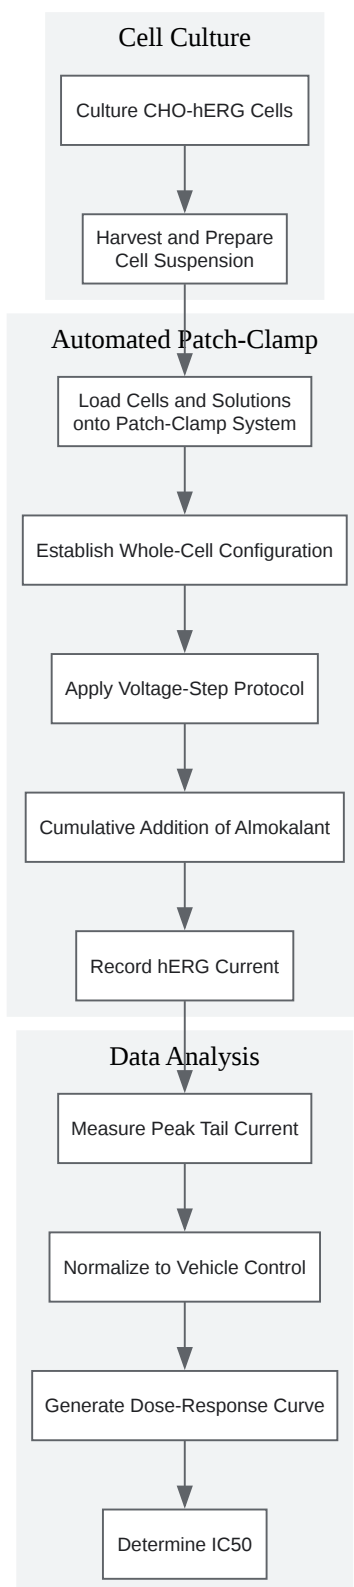 Cell Culture
Culture CHO-hERG Cells
Harvest and Prepare
Cell Suspension
Automated Patch-Clamp
Load Cells and Solutions
onto Patch-Clamp System
Establish Whole-Cell Configuration
Apply Voltage-Step Protocol
Cumulative Addition of Almokalant
Record hERG Current
Data Analysis
Measure Peak Tail Current
Normalize to Vehicle Control
Generate Dose-Response Curve
Determine IC50